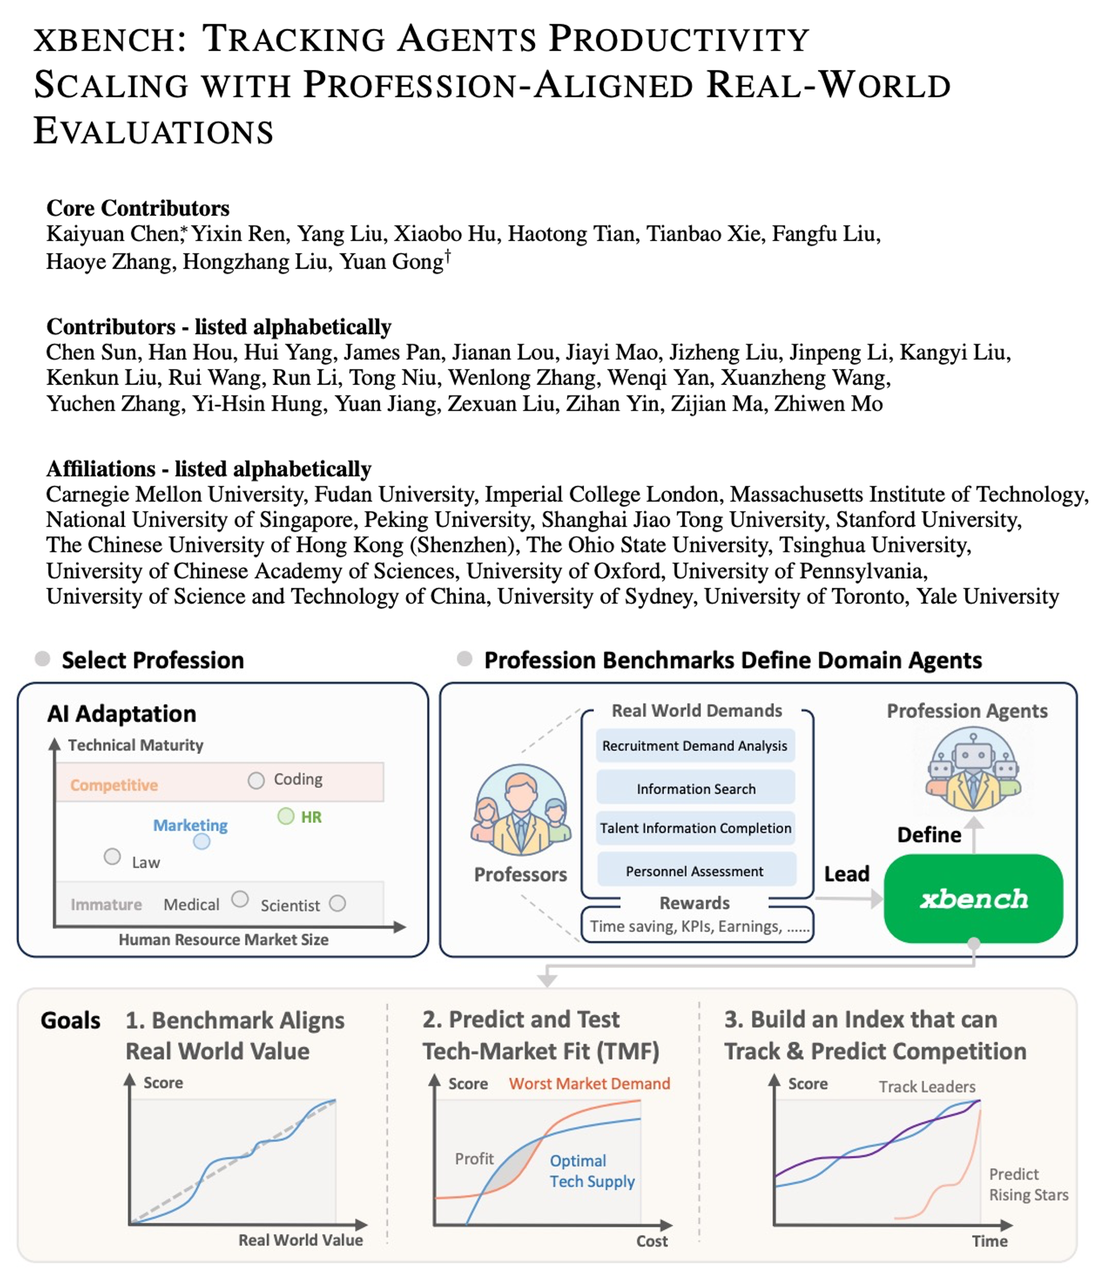 XBENCH: TRACKING AGENTS PRODUCTIVITY
SCALING WITH PROFESSION-ALIGNED REAL-WORLD
EVALUATIONS
Core Contributors
Kaiyuan Chen,* Yixin Ren, Yang Liu, Xiaobo Hu, Haotong Tian, Tianbao Xie, Fangfu Liu,
Haoye Zhang, Hongzhang Liu, Yuan Gong†
Contributors - listed alphabetically
Chen Sun, Han Hou, Hui Yang, James Pan, Jianan Lou, Jiayi Mao, Jizheng Liu, Jinpeng Li, Kangyi Liu,
Kenkun Liu, Rui Wang, Run Li, Tong Niu, Wenlong Zhang, Wenqi Yan, Xuanzheng Wang,
Yuchen Zhang, Yi-Hsin Hung, Yuan Jiang, Zexuan Liu, Zihan Yin, Zijian Ma, Zhiwen Mo
Affiliations - listed alphabetically
Carnegie Mellon University, Fudan University, Imperial College London, Massachusetts Institute of Technology,
National University of Singapore, Peking University, Shanghai Jiao Tong University, Stanford University,
The Chinese University of Hong Kong (Shenzhen), The Ohio State University, Tsinghua University,
University of Chinese Academy of Sciences, University of Oxford, University of Pennsylvania,
University of Science and Technology of China, University of Sydney, University of Toronto, Yale University
Select Profession
AI Adaptation
Technical Maturity
Competitive
Coding
HR
Marketing
Law
Immature
Medical
Scientist
Human Resource Market Size
Profession Benchmarks Define Domain Agents
Professors
Real World Demands
Recruitment Demand Analysis
Information Search
Talent Information Completion
Personnel Assessment
Rewards
Time saving, KPIs, Earnings, ......
Lead
Profession Agents
Define
xbench
Goals
1. Benchmark Aligns
Real World Value
Score
Real World Value
2. Predict and Test
Tech-Market Fit (TMF)
Score
Worst Market Demand
Profit
Optimal
Tech Supply
Cost
3. Build an Index that can
Track & Predict Competition
Score
Track Leaders
Predict
Rising Stars
Time